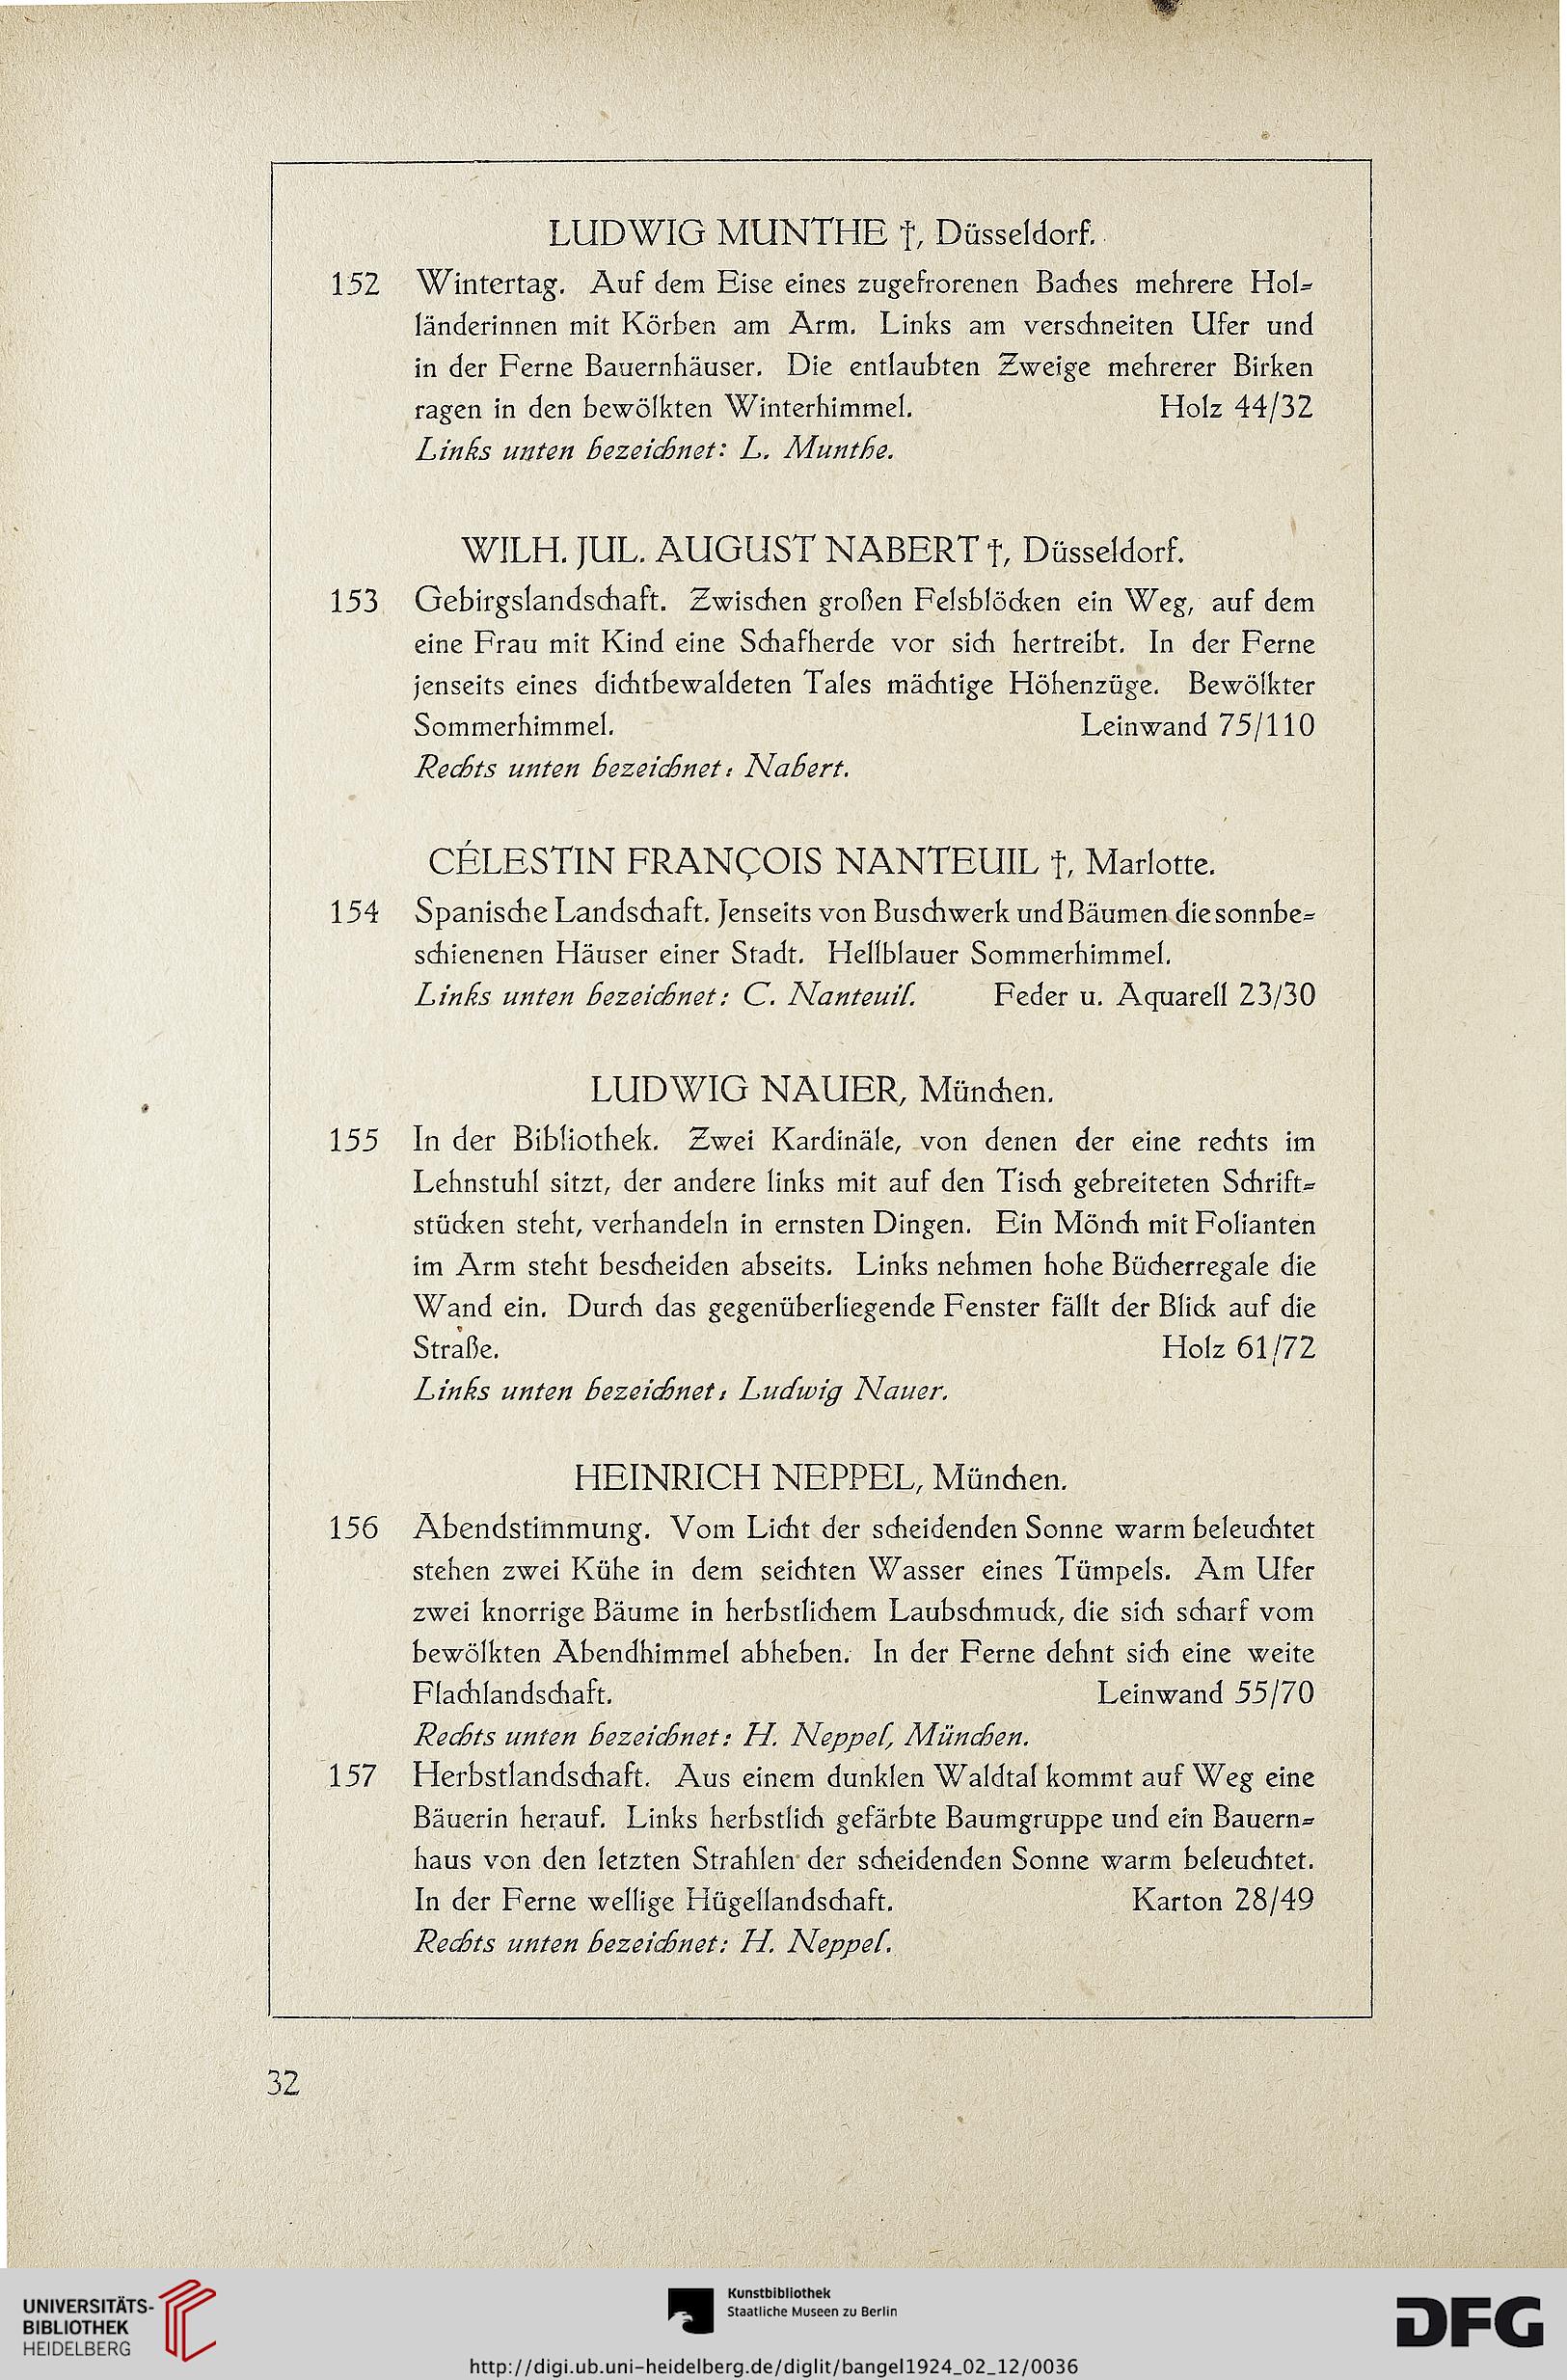 LUDWIG MUNTHE †, Düsseldorf.
152 Wintertag. Auf dem Eise eines zugefrorenen Baches mehrere Hol=
länderinnen mit Körben am Arm. Links am verschneiten Ufer und
in der Ferne Bauernhäuser. Die entlaubten Zweige mehrerer Birken
ragen in den bewölkten Winterhimmel. Holz 44/32
Links unten bezeichnet: L. Munthe.
WILH. JUL. AUGUST NABERT †, Düsseldorf.
153 Gebirgslandschaft. Zwischen großen Felsblöcken ein Weg, auf dem
eine Frau mit Kind eine Schafherde vor sich hertreibt. In der Ferne
jenseits eines dichtbewaldeten Tales mächtige Höhenzüge. Bewölkter
Sommerhimmel. Leinwand 75/110
Rechts unten bezeichnet: Nabert.
CÉLESTIN FRANÇOIS NANTEUIL †, Marlotte.
154 Spanische Landschaft. Jenseits von Buschwerk und Bäumen die sonnbe=
schienenen Häuser einer Stadt. Hellblauer Sommerhimmel.
Links unten bezeichnet: C. Nanteuil. Feder u. Aquarell 23/30
LUDWIG NAUER, München.
155 In der Bibliothek. Zwei Kardinäle, von denen der eine rechts im
Lehnstuhl sitzt, der andere links mit auf den Tisch gebreiteten Schrift=
stücken steht, verhandeln in ernsten Dingen. Ein Mönch mit Folianten
im Arm steht bescheiden abseits. Links nehmen hohe Bücherregale die
Wand ein. Durch das gegenüberliegende Fenster fällt der Blick auf die
Straße. Holz 61/72
Links unten bezeichnet: Ludwig Nauer.
HEINRICH NEPPEL, München.
156 Abendstimmung. Vom Licht der scheidenden Sonne warm beleuchtet
stehen zwei Kühe in dem seichten Wasser eines Tümpels. Am Ufer
zwei knorrige Bäume in herbstlichem Laubschmuck, die sich scharf vom
bewölkten Abendhimmel abheben. In der Ferne dehnt sich eine weite
Flachlandschaft. Leinwand 55/70
Rechts unten bezeichnet: H. Neppel, München.
157 Herbstlandschaft. Aus einem dunklen Waldtal kommt auf Weg eine
Bäuerin herauf. Links herbstlich gefärbte Baumgruppe und ein Bauern=
haus von den letzten Strahlen der scheidenden Sonne warm beleuchtet.
In der Ferne wellige Hügellandschaft. Karton 28/49
Rechts unten bezeichnet: H. Neppel.
32
UNIVERSITÄTS-
BIBLIOTHEK
HEIDELBERG
Kunstbibliothek
Staatliche Museen zu Berlin
DFG
http://digi.ub.uni-heidelberg.de/diglit/bangel1924_02_12/0036